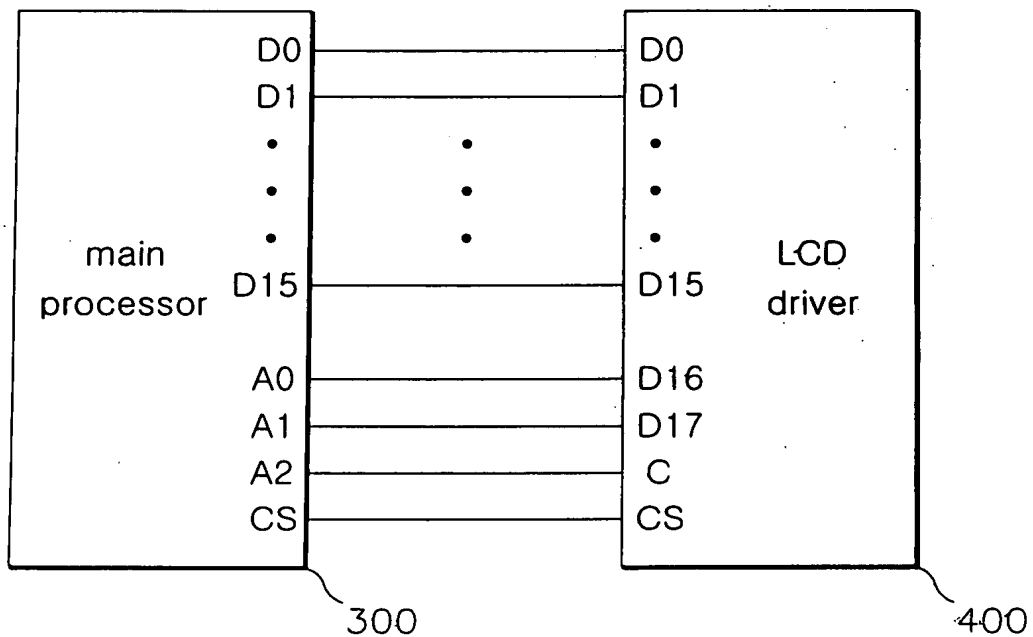 D0 D0
D1 D1
main
processor
LCD
driver
D15 D15
A0 D16
A1 D17
A2 C
CS CS
300
400